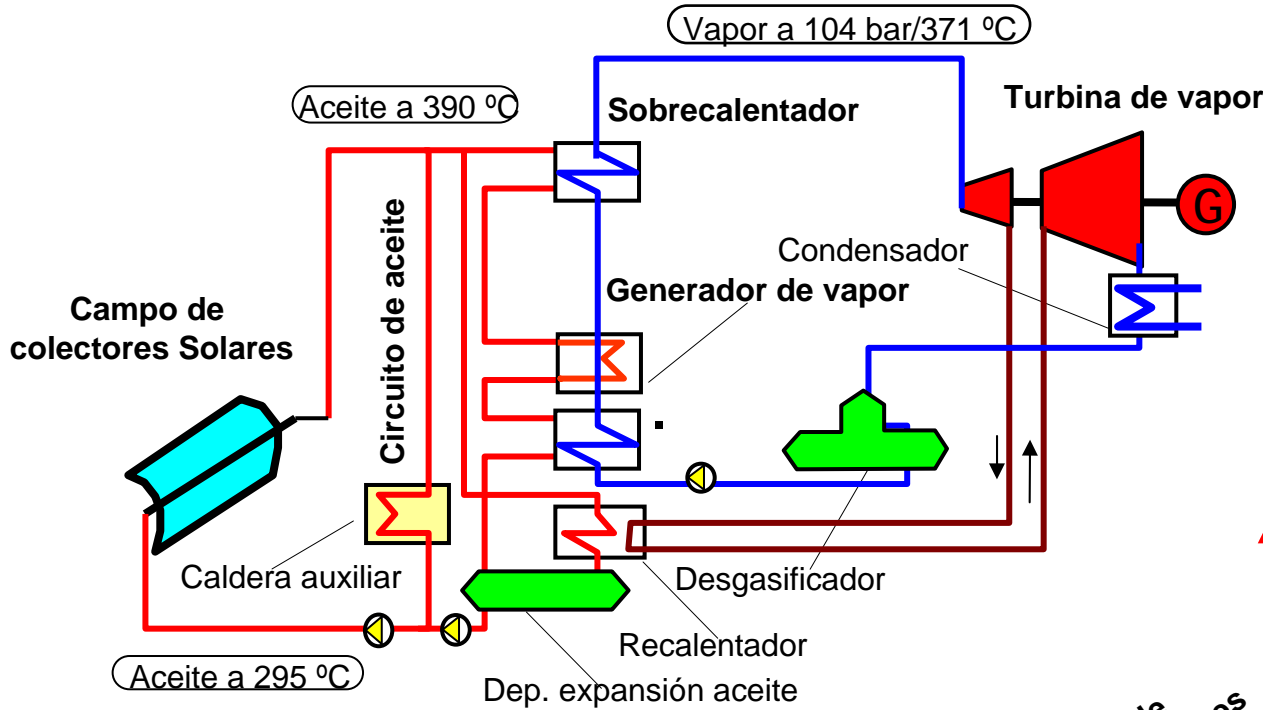 Vapor a 104 bar/371 ºC
Aceite a 390 ºC
Sobrecalentador
Turbina de vapor
G
Condensador
Circuito de aceite
Generador de vapor
Campo de
colectores Solares
Caldera auxiliar
Desgasificador
Recalentador
Aceite a 295 ºC
Dep. expansión aceite